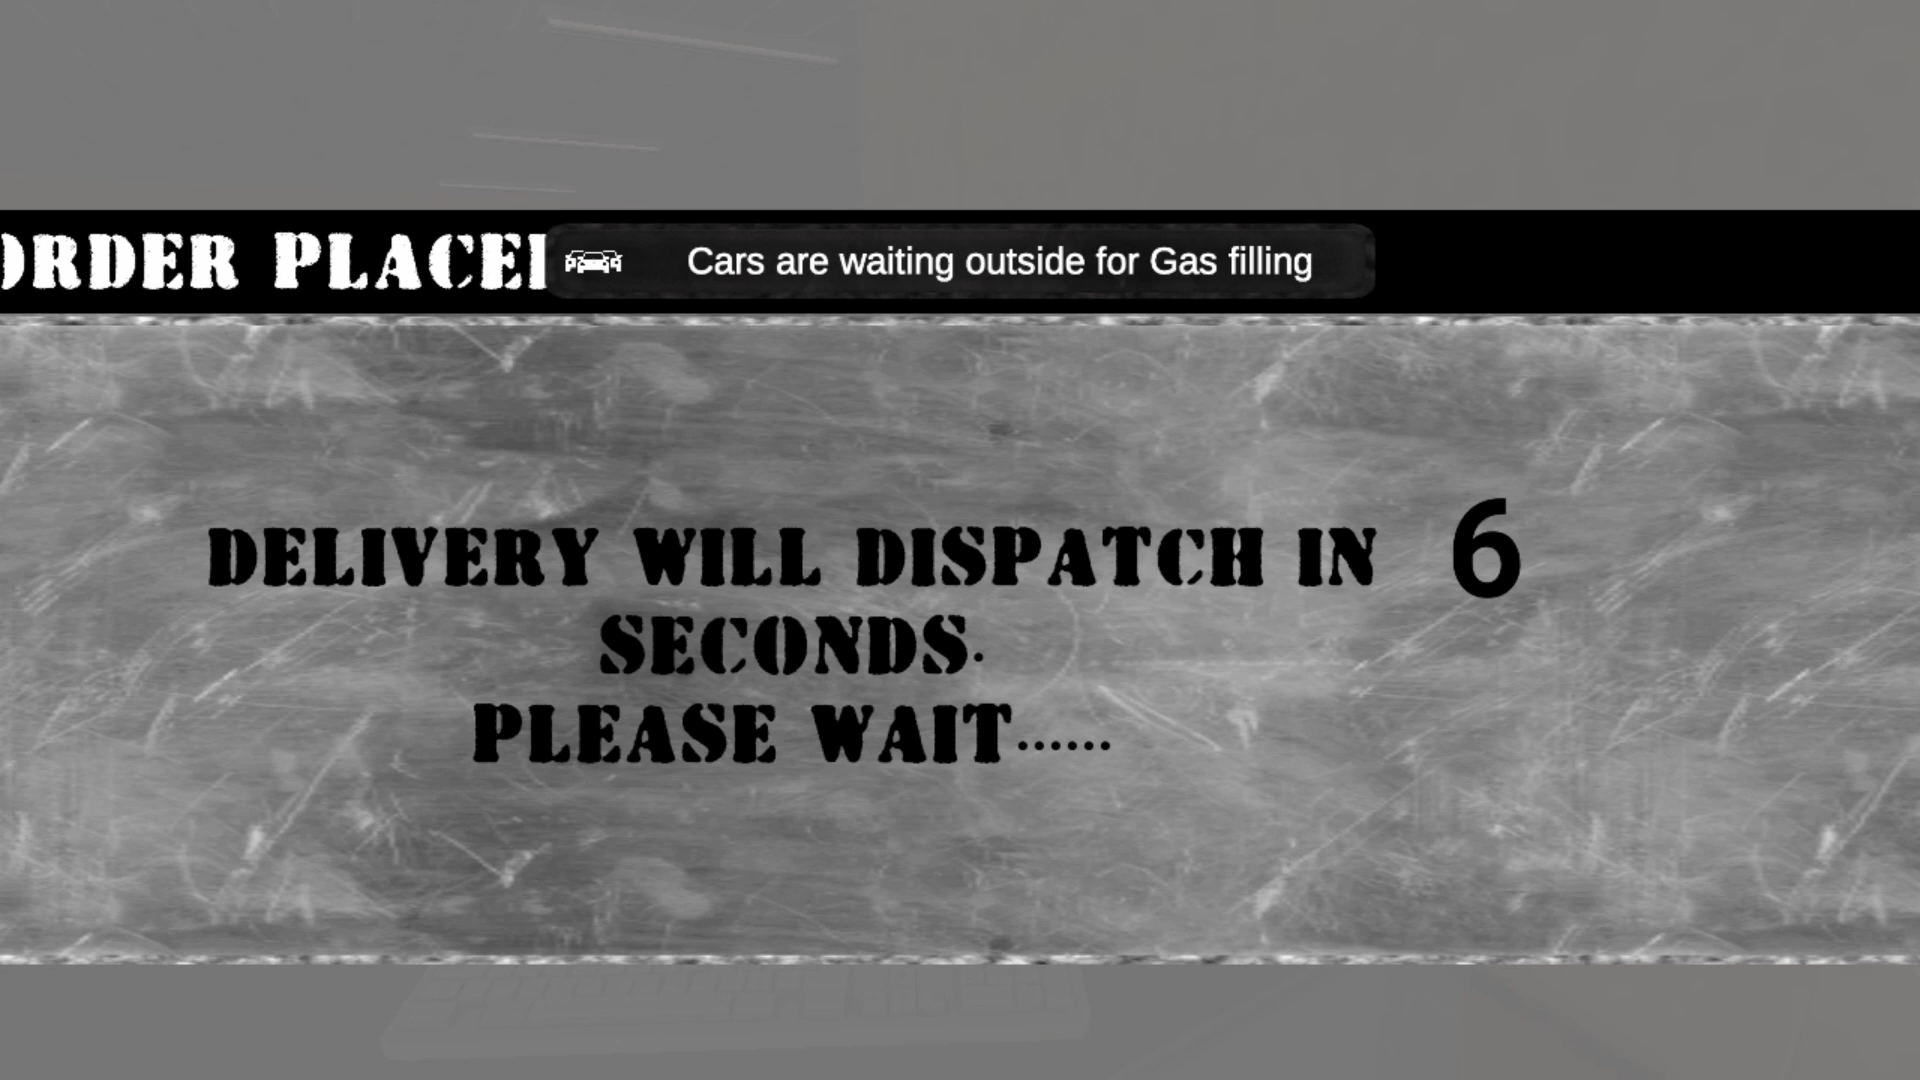 ORDER PLACE
Cars are waiting outside for Gas filling
DELIVERY WILL DISPATCH IN 6
SECONDS.
PLEASE WAIT......